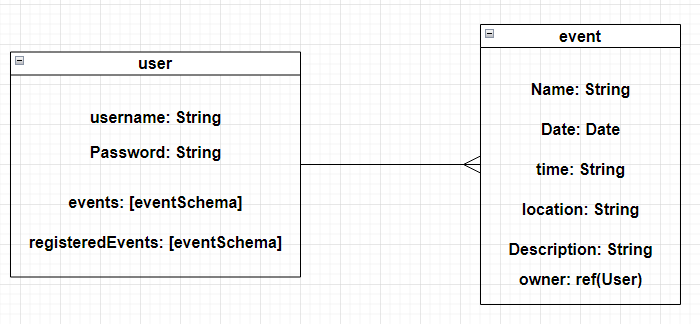 user
username: String
Password: String
events: [eventSchema]
registeredEvents: [eventSchema]
event
Name: String
Date: Date
time: String
location: String
Description: String
owner: ref(User)